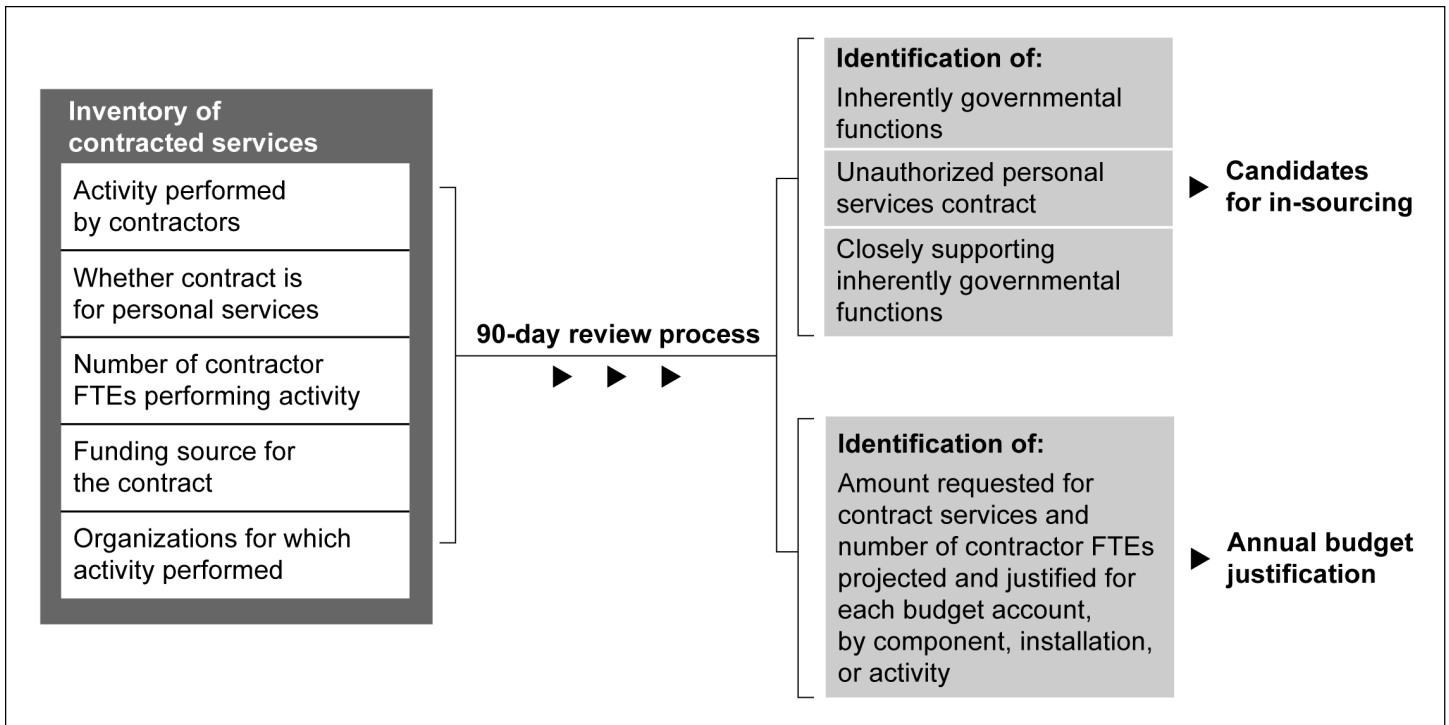 Inventory of
contracted services
Activity performed
by contractors
Whether contract is
for personal services
Number of contractor
FTEs performing activity
Funding source for
the contract
Organizations for which
activity performed
90-day review process
Identification of:
Inherently governmental
functions
Unauthorized personal
services contract
Closely supporting
inherently governmental
functions
Candidates
for in-sourcing
Identification of:
Amount requested for
contract services and
number of contractor FTEs
projected and justified for
each budget account,
by component, installation,
or activity
Annual budget
justification